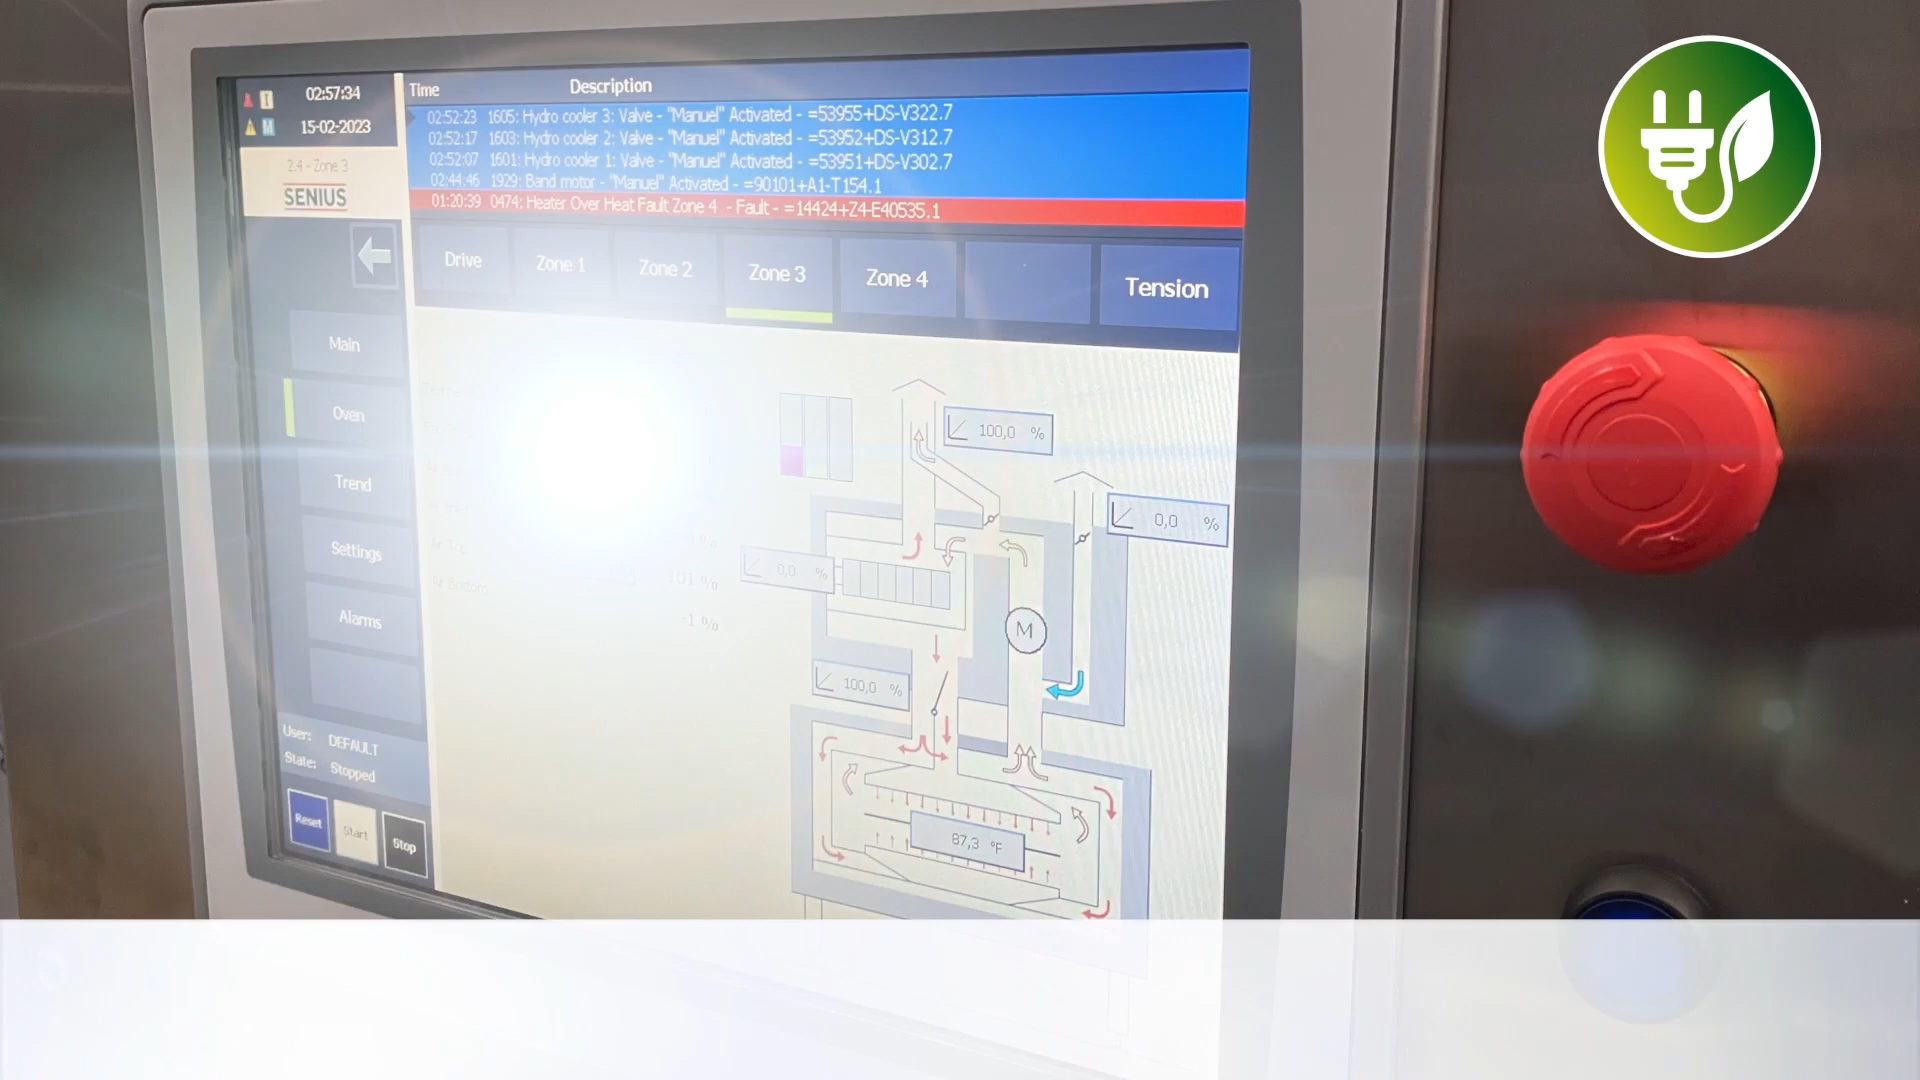 02:57:34
15-02-2023
2.4 - Zone 3
SENIUS
Time Description
02:52:23 1605: Hydro cooler 3: Valve - "Manuel" Activated - =53955+DS-V322.7
02:52:17 1603: Hydro cooler 2: Valve - "Manuel" Activated - =53952+DS-V312.7
02:52:07 1601: Hydro cooler 1: Valve - "Manuel" Activated - =53951+DS-V302.7
02:44:46 1929: Band motor - "Manuel" Activated - =90101+A1-T154.1
01:20:39 0474: Heater Over Heat Fault Zone 4 - Fault - =14424+Z4-E40535.1
Drive Zone 1 Zone 2 Zone 3 Zone 4 Tension
Main
Oven
Trend
Settings
Alarms
User: DEFAULT
State: Stopped
Reset Start Stop
100,0 %
0,0 %
0,0 %
Air Top
101 %
Air Bottom
-1 %
M
100,0 %
87,3 °F